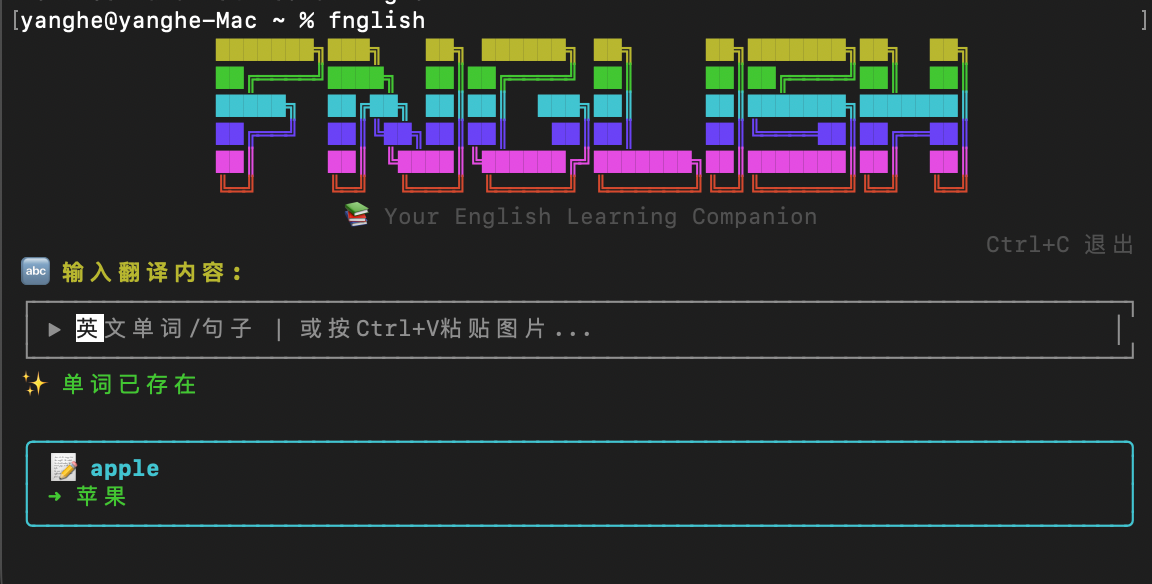 [yanghe@yanghe-Mac ~ % fnglish ]
FNGLISH
📚 Your English Learning Companion
Ctrl+C 退出
🔤 输入翻译内容:
▶ 英文单词/句子 | 或按Ctrl+V粘贴图片...
✨ 单词已存在
📝 apple
→ 苹果